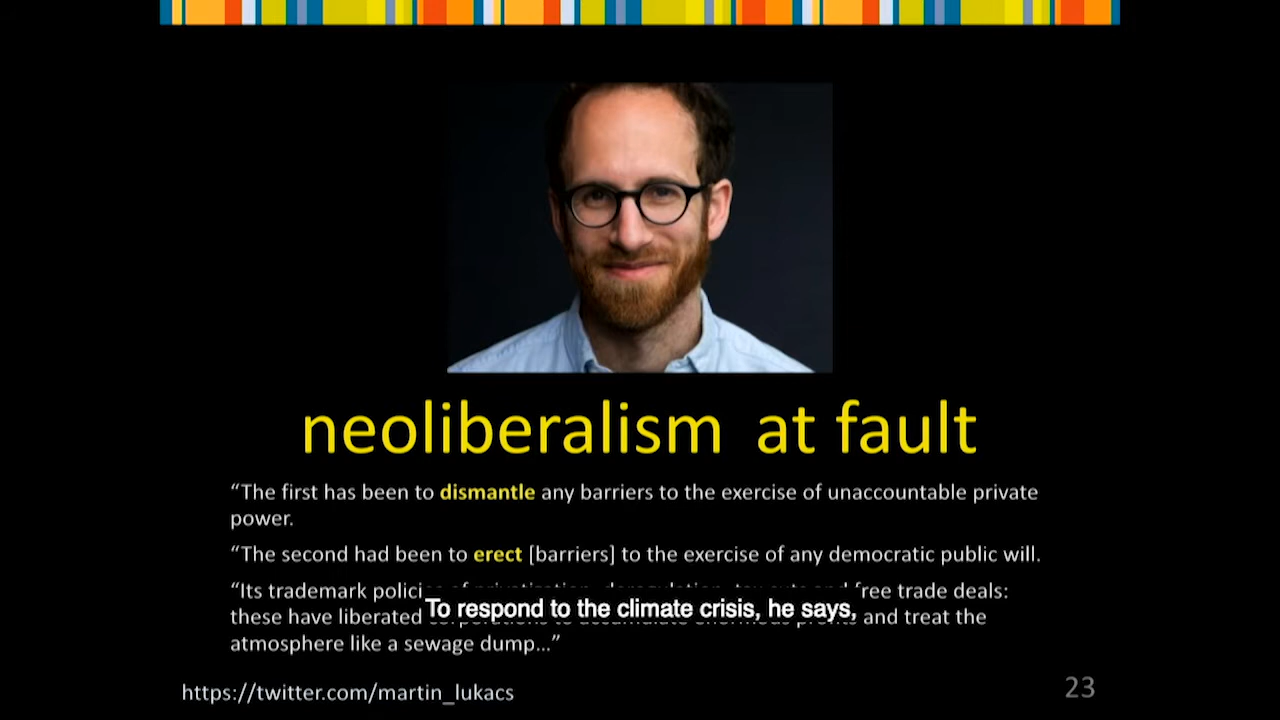 neoliberalism at fault
“The first has been to dismantle any barriers to the exercise of unaccountable private
power.
“The second had been to erect [barriers] to the exercise of any democratic public will.
“Its trademark polici of privatization, deregulation, tax cuts and free trade deals:
these have liberated corporations to accumulate enormous profits and treat the
To respond to the climate crisis, he says,
atmosphere like a sewage dump…”
https://twitter.com/martin_lukacs
23